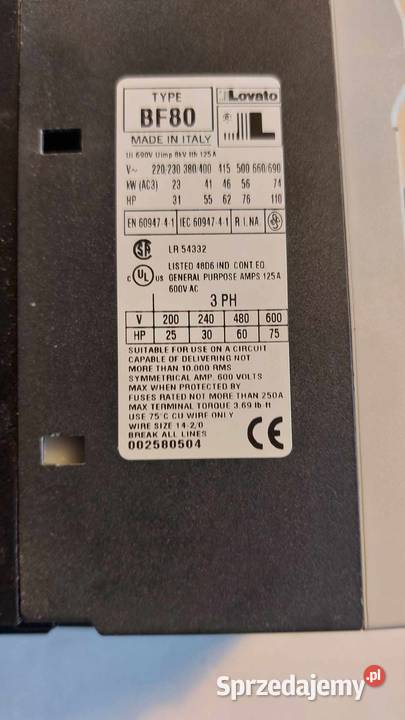 TYPE
BF80
Lovato
MADE IN ITALY
Ui 690V Uimp 8kV Ith 125A
V~ 220/230 380/400 415 500 660/690
kW (AC3) 23 41 46 56 74
HP 31 55 62 76 110
EN 60947-4-1 IEC 60947-4-1 R.I.NA.
SA LR 54332
C UL US LISTED 48D6 IND. CONT. EQ.
GENERAL PURPOSE AMPS 125A
600V AC
3 PH
V 200 240 480 600
HP 25 30 60 75
SUITABLE FOR USE ON A CIRCUIT
CAPABLE OF DELIVERING NOT
MORE THAN 10.000 RMS
SYMMETRICAL AMP. 600 VOLTS
MAX WHEN PROTECTED BY
FUSES RATED NOT MORE THAN 250A
MAX TERMINAL TORQUE 3.69 lb-ft
USE 75°C CU WIRE ONLY
WIRE SIZE 14-2/0
BREAK ALL LINES
002580504
CE
Sprzedajemy.pl